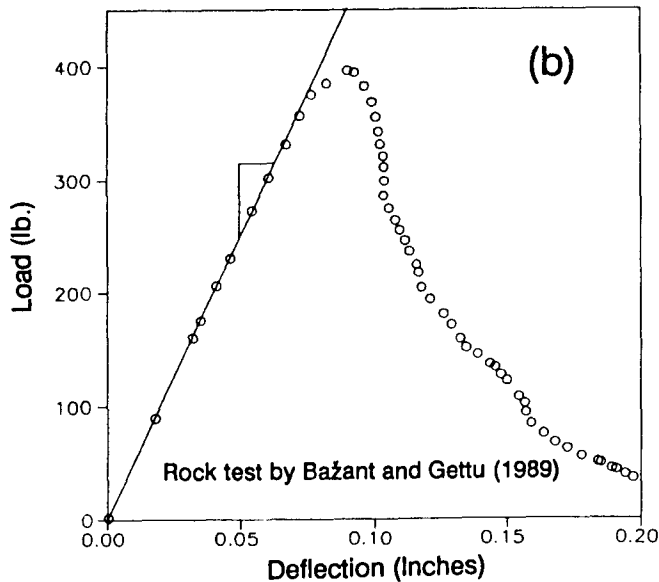 (b)
400
300
200
100
0
Load (lb.)
Rock test by Bažant and Gettu (1989)
0.00 0.05 0.10 0.15 0.20
Deflection (Inches)